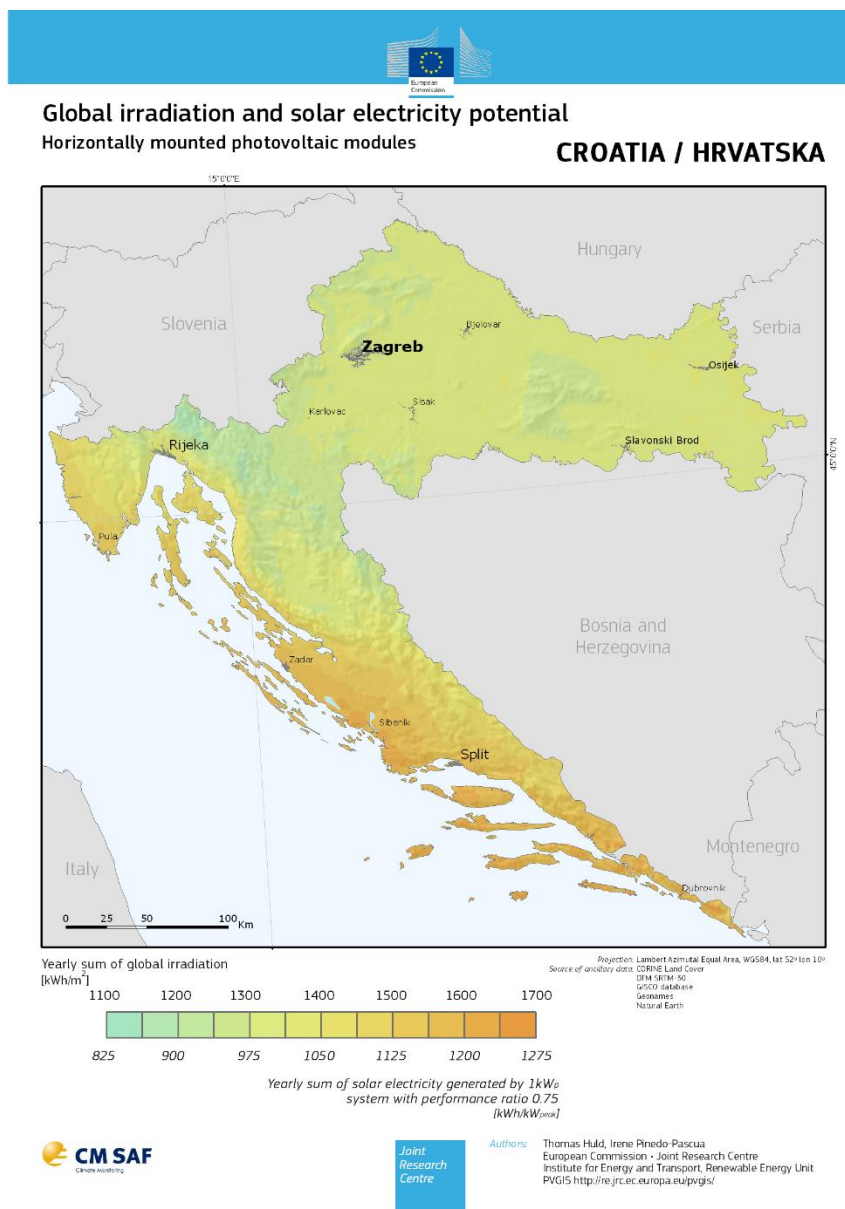 European
Commission
Global irradiation and solar electricity potential
Horizontally mounted photovoltaic modules
CROATIA / HRVATSKA
15°0'0"E
Hungary
Slovenia
Serbia
Bjelovar
Zagreb
Osijek
Karlovac
Sisak
Rijeka
Slavonski Brod
45°0'0"N
Pula
Bosnia and
Herzegovina
Zadar
Sibenik
Split
Montenegro
Italy
Dubrovnik
0 25 50 100 Km
Yearly sum of global irradiation
[kWh/m²]
Projection: Lambert Azimutal Equal Area, WGS84, lat 52º lon 10º
Source of ancillary data: CORINE Land Cover
DTM SRTM-30
GISCO database
Geonames
Natural Earth
1100 1200 1300 1400 1500 1600 1700
825 900 975 1050 1125 1200 1275
Yearly sum of solar electricity generated by 1kWp
system with performance ratio 0.75
[kWh/kWpeak]
CM SAF
Climate Monitoring
Joint
Research
Centre
Authors: Thomas Huld, Irene Pinedo-Pascua
European Commission - Joint Research Centre
Institute for Energy and Transport, Renewable Energy Unit
PVGIS http://re.jrc.ec.europa.eu/pvgis/